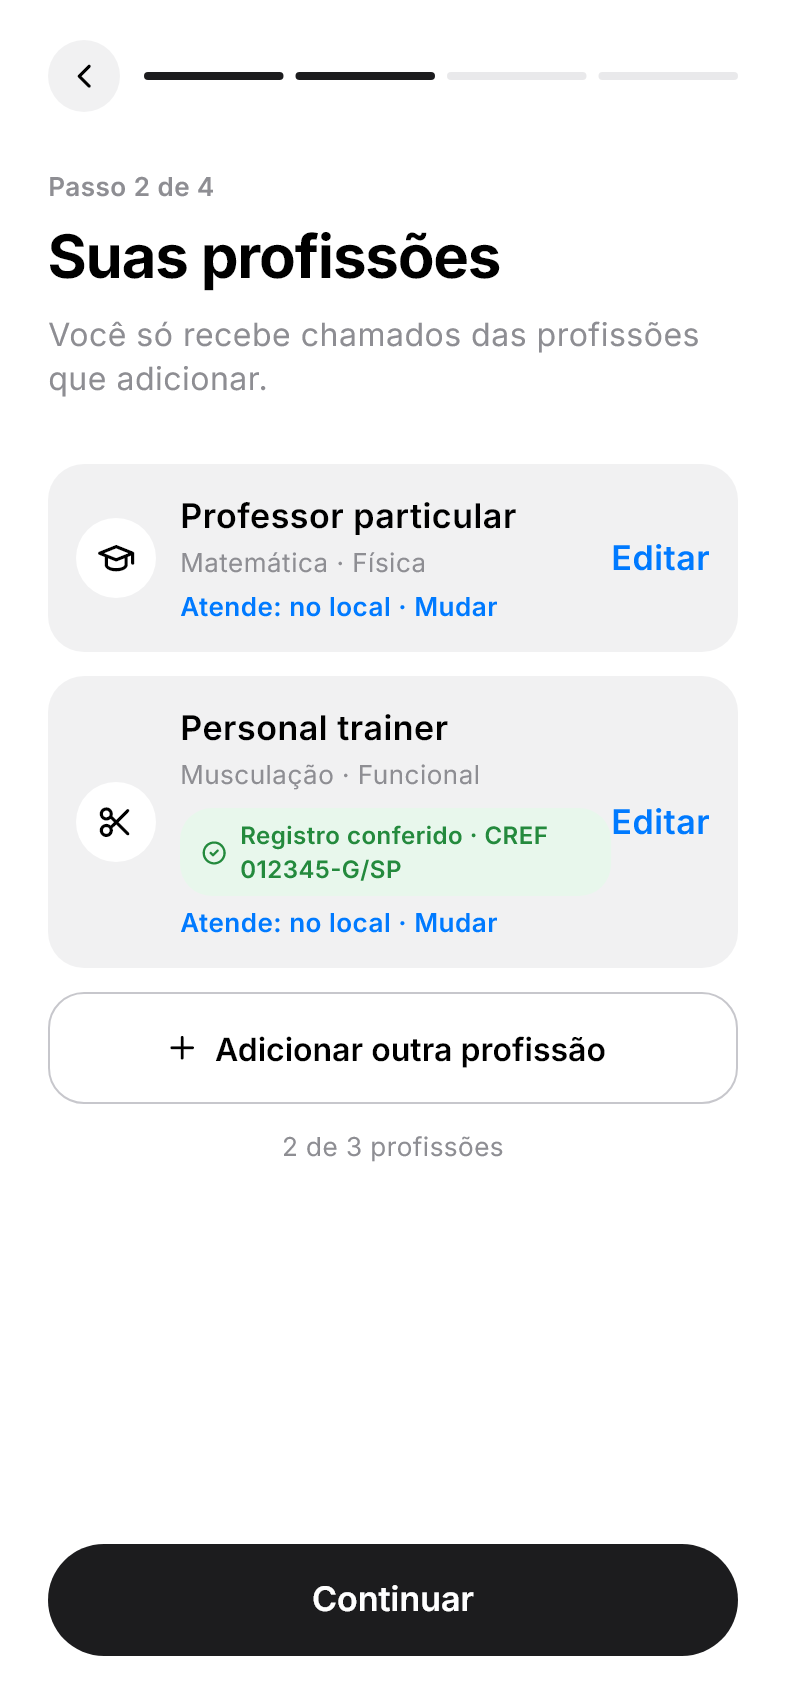 Passo 2 de 4
Suas profissões
Você só recebe chamados das profissões
que adicionar.
Professor particular
Matemática · Física
Atende: no local · Mudar
Editar
Personal trainer
Musculação · Funcional
Registro conferido · CREF
012345-G/SP
Atende: no local · Mudar
Editar
Adicionar outra profissão
2 de 3 profissões
Continuar